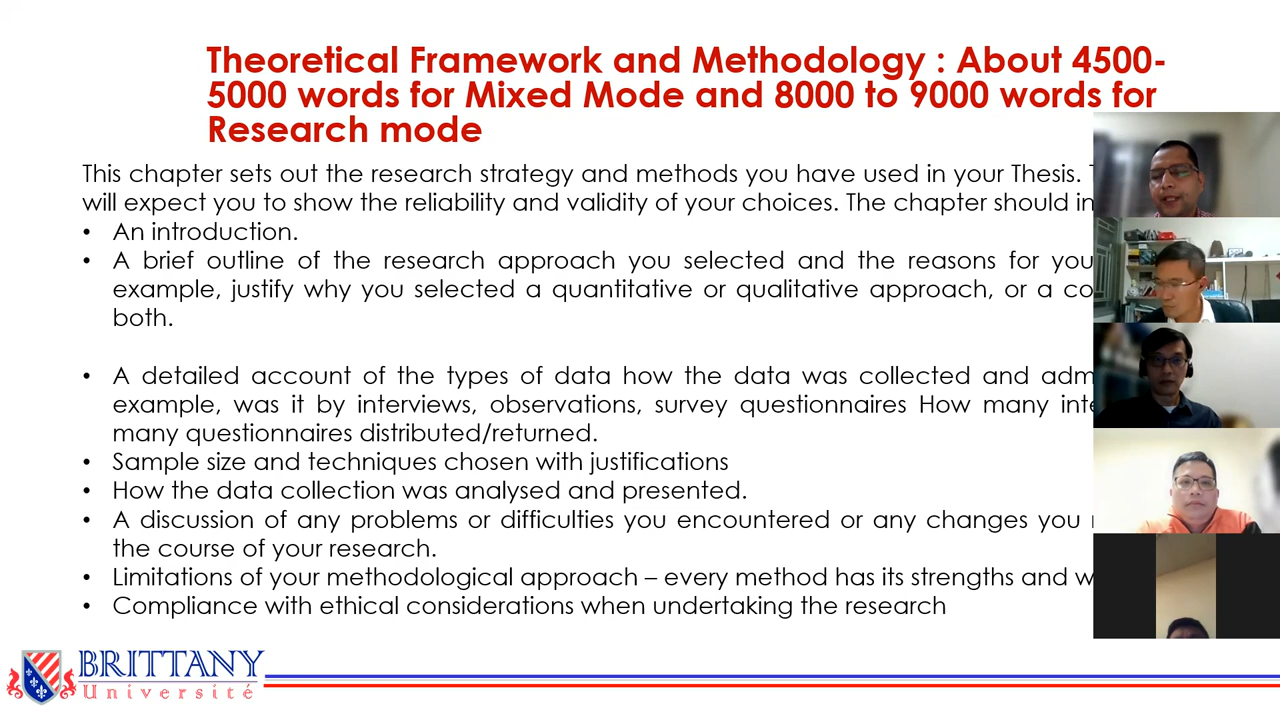 Theoretical Framework and Methodology : About 4500-
5000 words for Mixed Mode and 8000 to 9000 words for
Research mode
This chapter sets out the research strategy and methods you have used in your Thesis.
will expect you to show the reliability and validity of your choices. The chapter should
• An introduction.
• A brief outline of the research approach you selected and the reasons for
example, justify why you selected a quantitative or qualitative approach, or a
both.
• A detailed account of the types of data how the data was collected and
example, was it by interviews, observations, survey questionnaires How many
many questionnaires distributed/returned.
• Sample size and techniques chosen with justifications
• How the data collection was analysed and presented.
• A discussion of any problems or difficulties you encountered or any changes you
the course of your research.
• Limitations of your methodological approach – every method has its strengths and
• Compliance with ethical considerations when undertaking the research
BRITTANY
Université